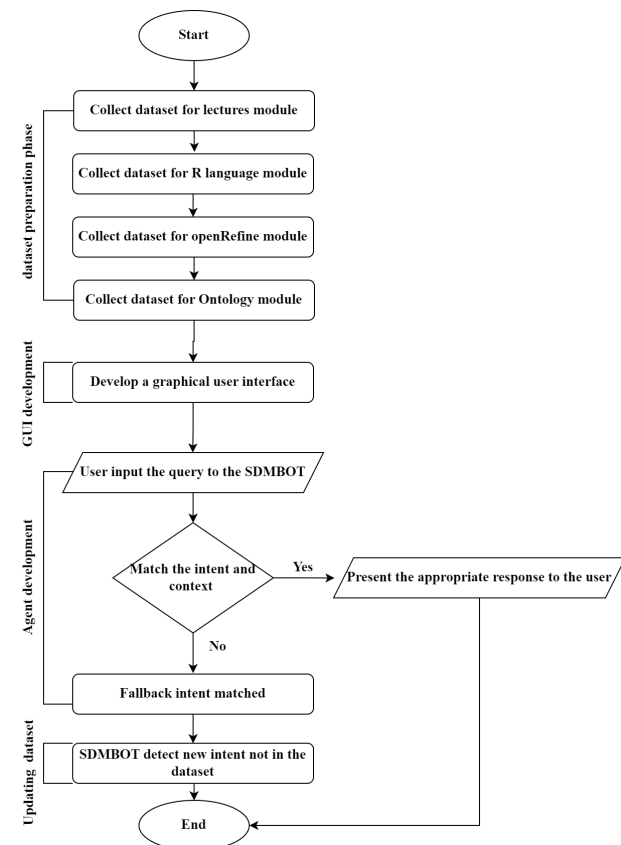 Start
dataset preparation phase
Collect dataset for lectures module
Collect dataset for R language module
Collect dataset for openRefine module
Collect dataset for Ontology module
GUI development
Develop a graphical user interface
Agent development
User input the query to the SDMBOT
Match the intent and
context
Yes
Present the appropriate response to the user
No
Fallback intent matched
Updating dataset
SDMBOT detect new intent not in the
dataset
End